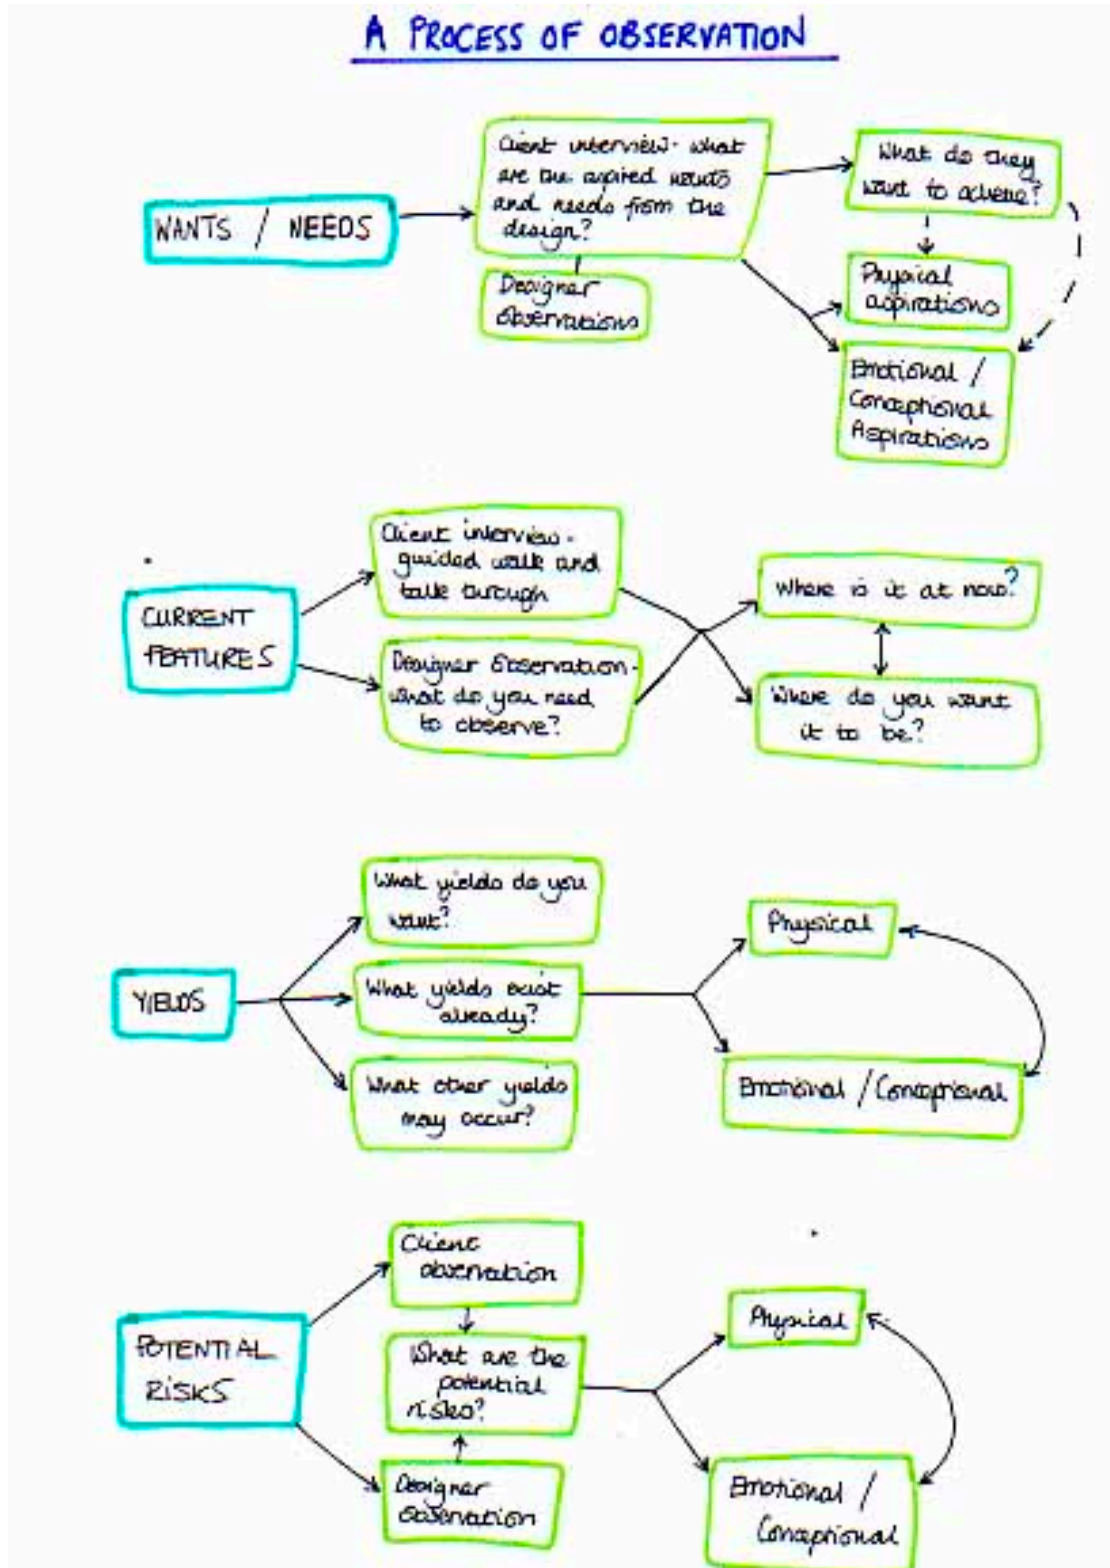 A PROCESS OF OBSERVATION
WANTS / NEEDS
Client interview - what
are the aspired wants
and needs from the
design?
Designer
observations
What do they
want to achieve?
Physical
aspirations
Emotional /
Conceptional
Aspirations
CURRENT
FEATURES
Client interview -
guided walk and
talk through
Designer Observation -
what do you need
to observe?
Where is it at now?
Where do you want
it to be?
YIELDS
What yields do you
want?
What yields exist
already?
What other yields
may occur?
Physical
Emotional / Conceptional
POTENTIAL
RISKS
Client
observation
What are the
potential
risks?
Designer
Observation
Physical
Emotional /
Conceptional